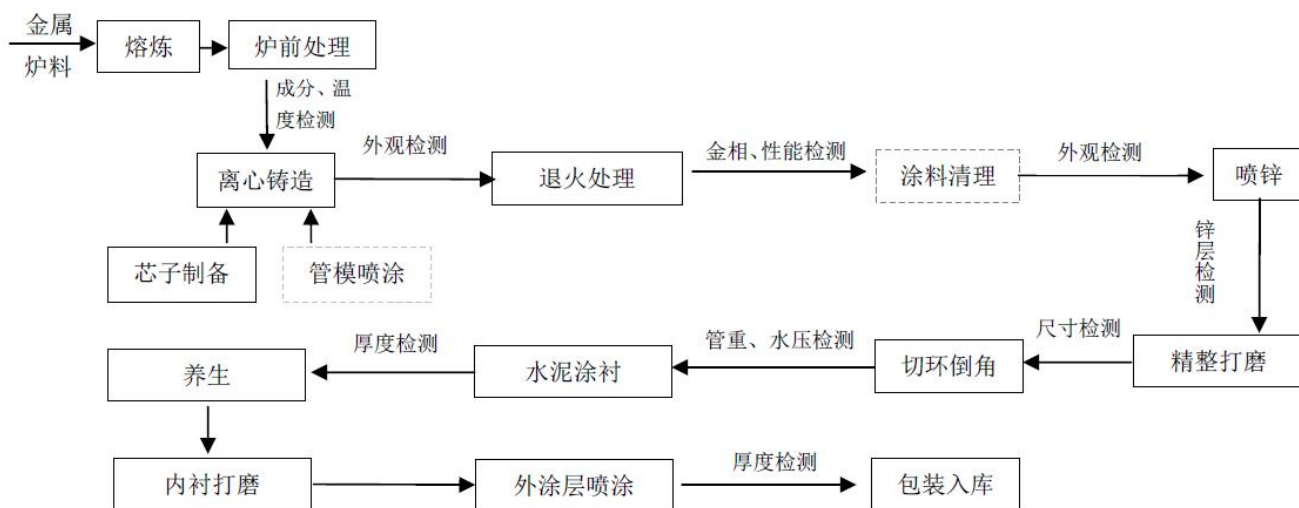 金属
炉料
熔炼
炉前处理
成分、温
度检测
离心铸造
外观检测
退火处理
金相、性能检测
涂料清理
外观检测
喷锌
芯子制备
管模喷涂
锌层检测
养生
厚度检测
水泥涂衬
管重、水压检测
切环倒角
尺寸检测
精整打磨
内衬打磨
外涂层喷涂
厚度检测
包装入库